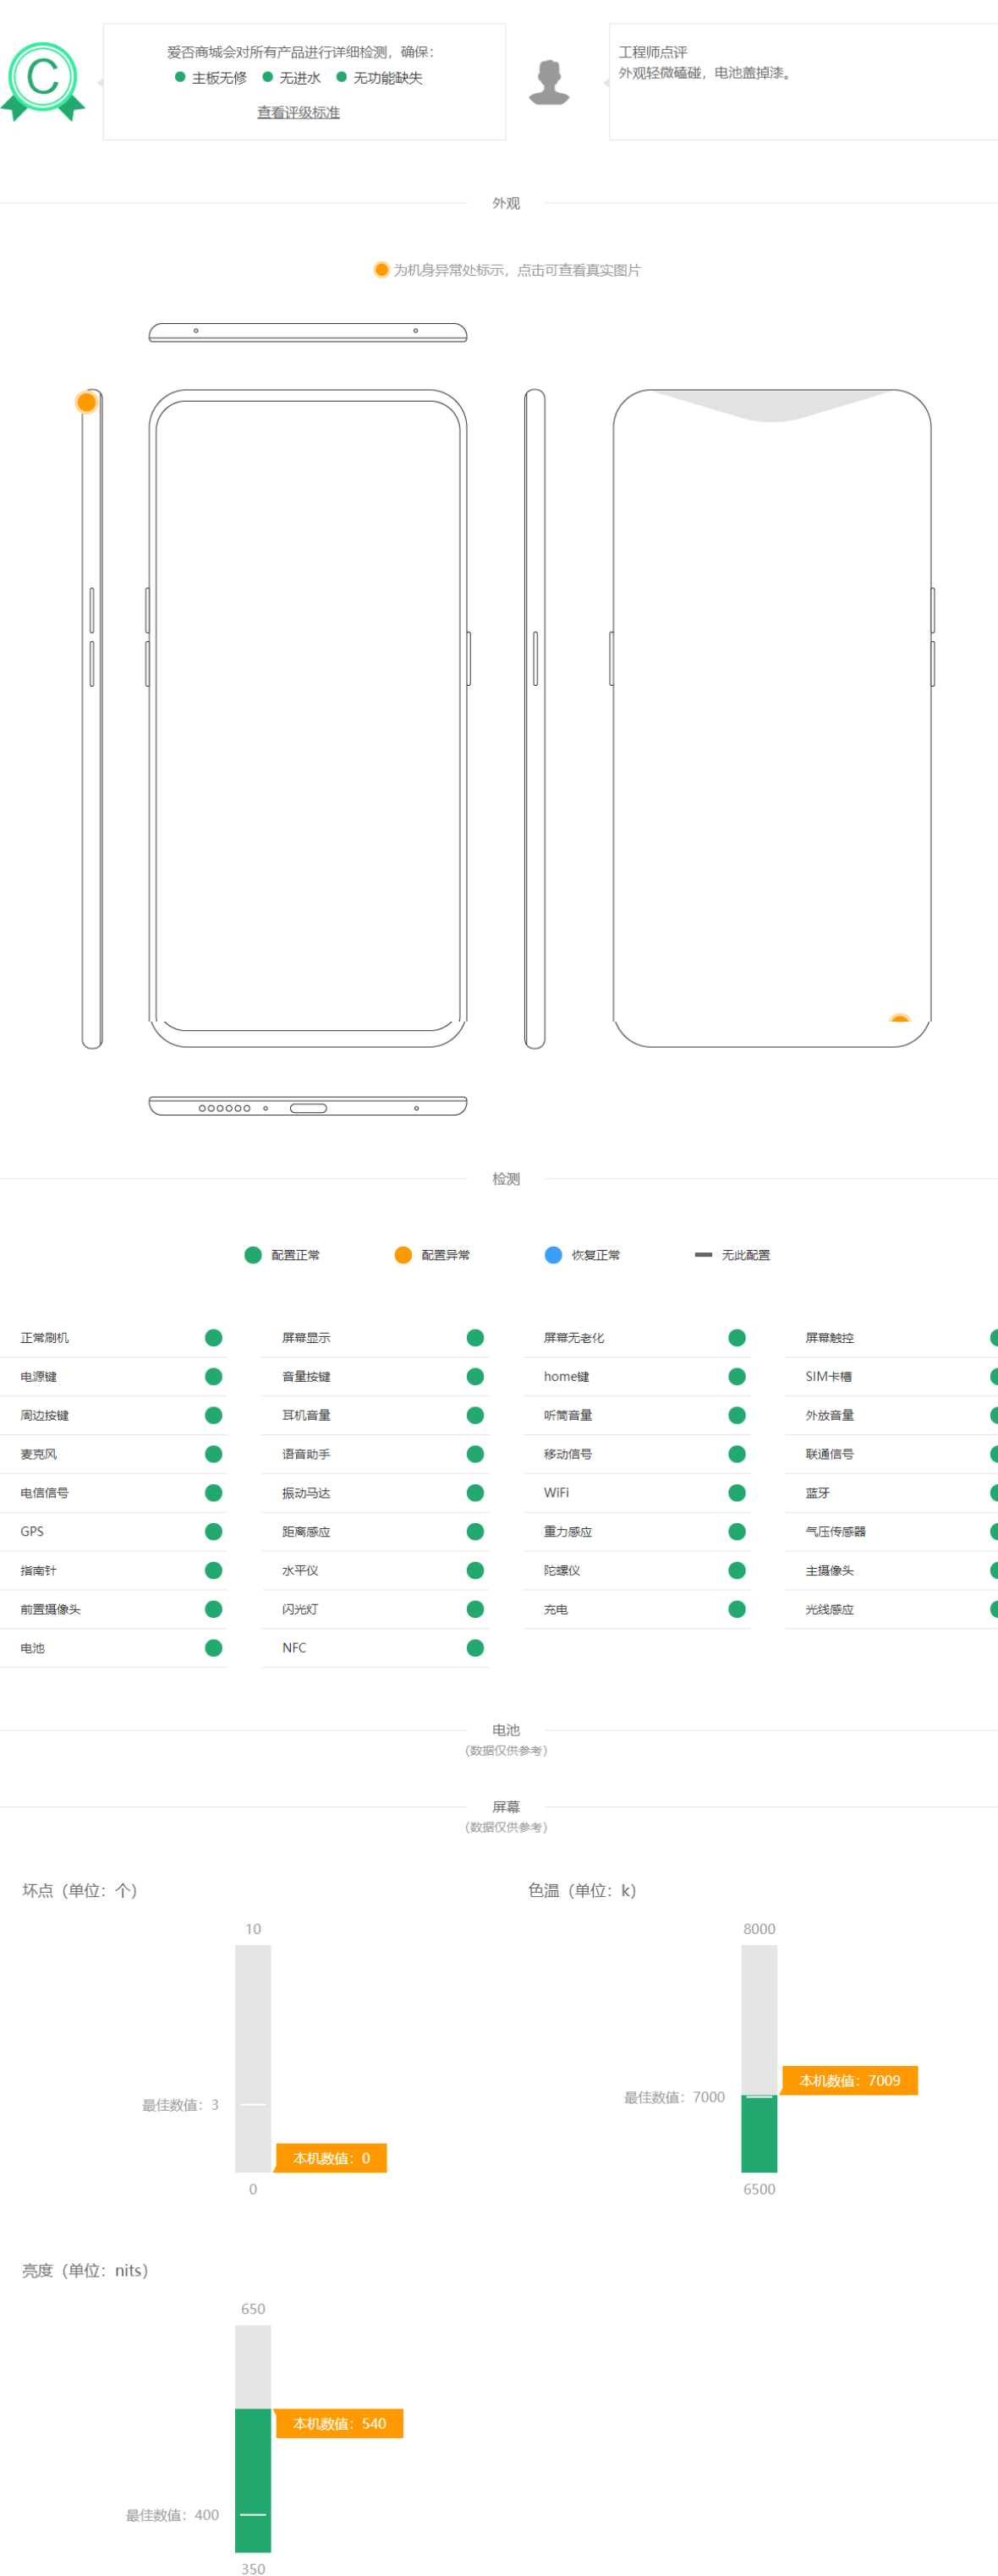 C
爱否商城会对所有产品进行详细检测，确保：
主板无修 无进水 无功能缺失
查看评级标准
工程师点评
外观轻微磕碰，电池盖掉漆。
外观
为机身异常处标示，点击可查看真实图片
检测
配置正常 配置异常 恢复正常 无此配置
正常刷机 屏幕显示 屏幕无老化 屏幕触控
电源键 音量按键 home键 SIM卡槽
周边按键 耳机音量 听筒音量 外放音量
麦克风 语音助手 移动信号 联通信号
电信信号 振动马达 WiFi 蓝牙
GPS 距离感应 重力感应 气压传感器
指南针 水平仪 陀螺仪 主摄像头
前置摄像头 闪光灯 充电 光线感应
电池 NFC
电池
（数据仅供参考）
屏幕
（数据仅供参考）
坏点（单位：个）
10
最佳数值：3
本机数值：0
0
色温（单位：k）
8000
本机数值：7009
最佳数值：7000
6500
亮度（单位：nits）
650
本机数值：540
最佳数值：400
350